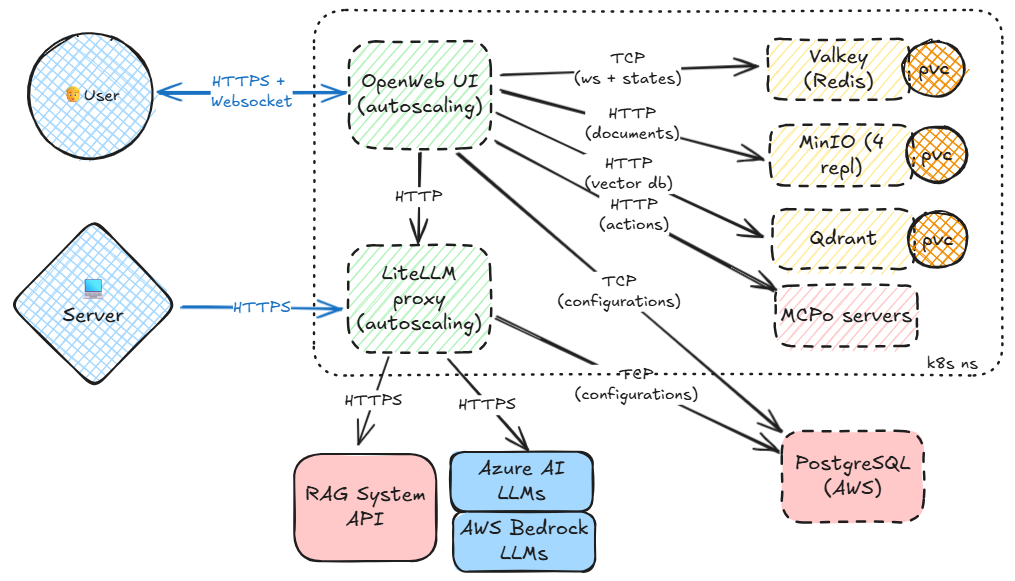 User
HTTPS +
Websocket
OpenWeb UI
(autoscaling)
TCP
(ws + states)
Valkey
(Redis)
pvc
HTTP
(documents)
MinIO (4
repl)
pvc
HTTP
(vector db)
Qdrant
pvc
HTTP
(actions)
MCPo servers
HTTP
Server
HTTPS
LiteLLM
proxy
(autoscaling)
TCP
(configurations)
k8s ns
TCP
(configurations)
HTTPS
HTTPS
RAG System
API
Azure AI
LLMs
AWS Bedrock
LLMs
PostgreSQL
(AWS)